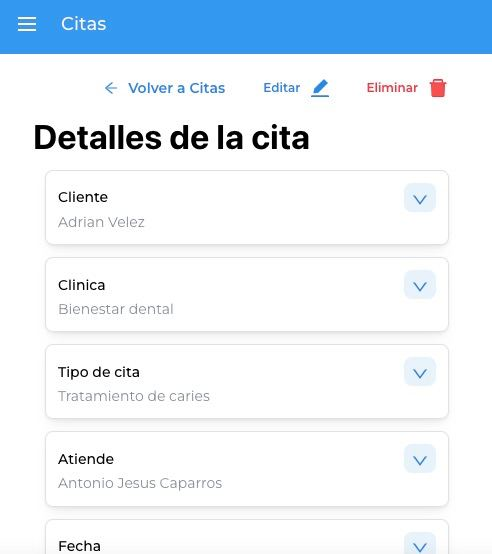 Citas
Volver a Citas Editar Eliminar
Detalles de la cita
Cliente
Adrian Velez
Clinica
Bienestar dental
Tipo de cita
Tratamiento de caries
Atiende
Antonio Jesus Caparros
Fecha